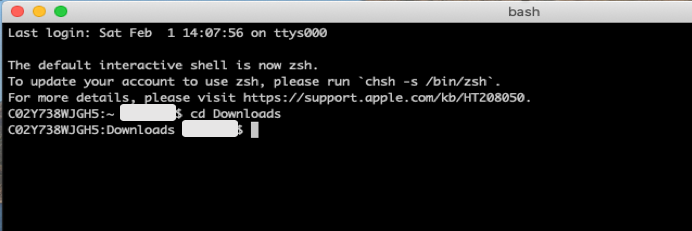 bash
Last login: Sat Feb  1 14:07:56 on ttys000
The default interactive shell is now zsh.
To update your account to use zsh, please run `chsh -s /bin/zsh`.
For more details, please visit https://support.apple.com/kb/HT208050.
C02Y738WJGH5:~ $ cd Downloads
C02Y738WJGH5:Downloads $